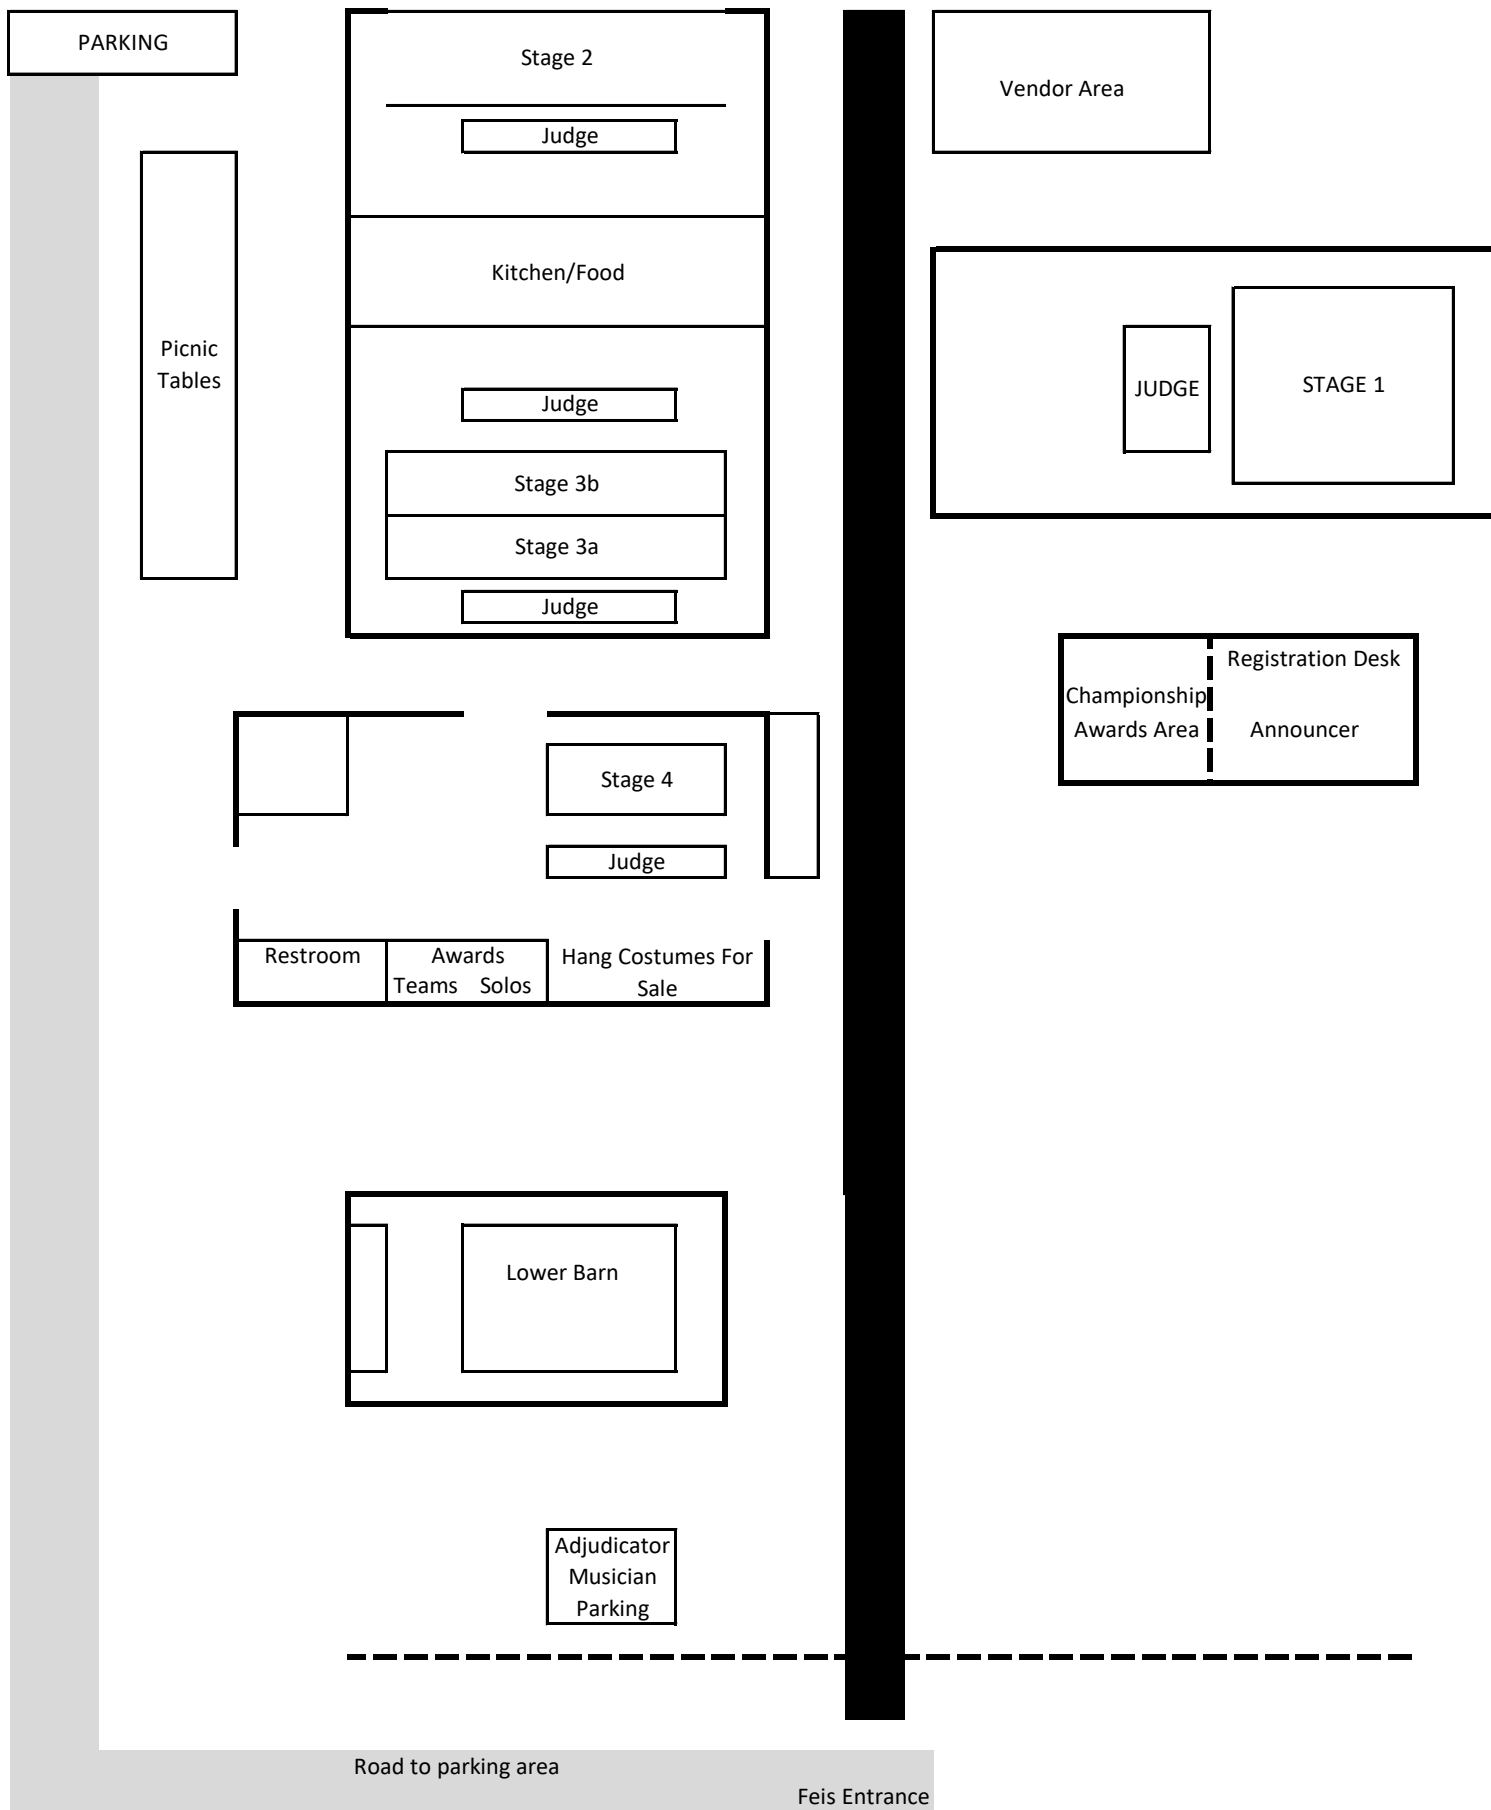 PARKING
Stage 2
Vendor Area
Judge
Kitchen/Food
Picnic
Tables
Judge
JUDGE
STAGE 1
Stage 3b
Stage 3a
Judge
Registration Desk
Championship
Awards Area
Announcer
Stage 4
Judge
Restroom
Awards
Teams Solos
Hang Costumes For
Sale
Lower Barn
Adjudicator
Musician
Parking
Road to parking area
Feis Entrance